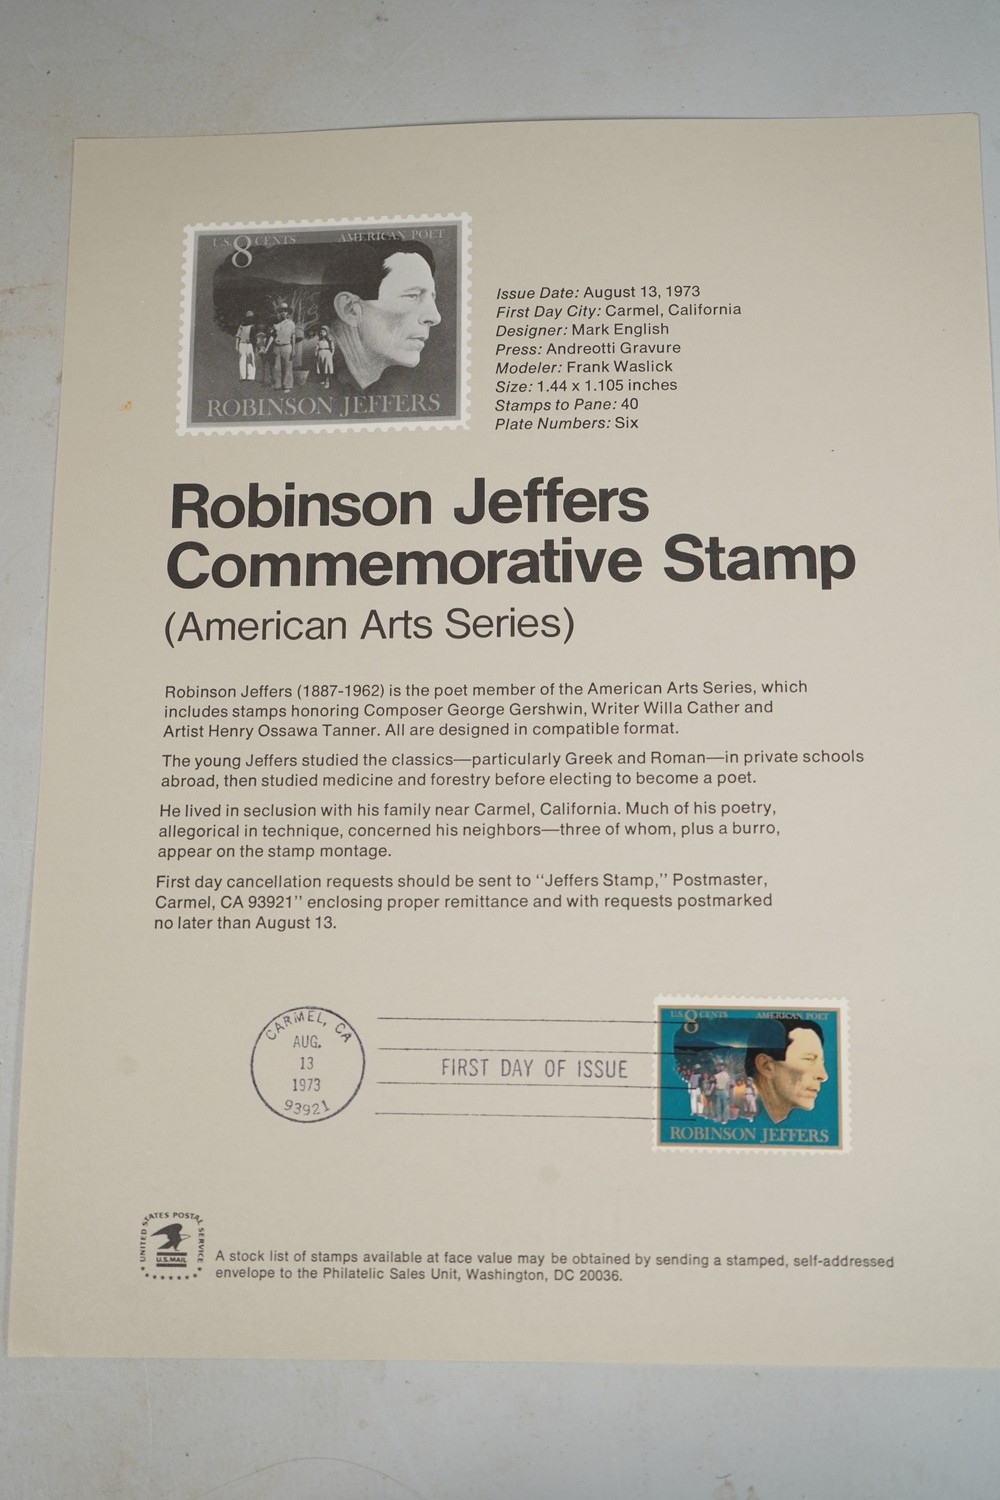 U.S. 8 CENTS AMERICAN POET
ROBINSON JEFFERS
Issue Date: August 13, 1973
First Day City: Carmel, California
Designer: Mark English
Press: Andreotti Gravure
Modeler: Frank Waslick
Size: 1.44 x 1.105 inches
Stamps to Pane: 40
Plate Numbers: Six
Robinson Jeffers
Commemorative Stamp
(American Arts Series)
Robinson Jeffers (1887-1962) is the poet member of the American Arts Series, which
includes stamps honoring Composer George Gershwin, Writer Willa Cather and
Artist Henry Ossawa Tanner. All are designed in compatible format.
The young Jeffers studied the classics—particularly Greek and Roman—in private schools
abroad, then studied medicine and forestry before electing to become a poet.
He lived in seclusion with his family near Carmel, California. Much of his poetry,
allegorical in technique, concerned his neighbors—three of whom, plus a burro,
appear on the stamp montage.
First day cancellation requests should be sent to “Jeffers Stamp,” Postmaster,
Carmel, CA 93921” enclosing proper remittance and with requests postmarked
no later than August 13.
CARMEL, CA
AUG.
13
1973
93921
FIRST DAY OF ISSUE
U.S. 8 CENTS AMERICAN POET
ROBINSON JEFFERS
UNITED STATES POSTAL SERVICE
U.S.MAIL
A stock list of stamps available at face value may be obtained by sending a stamped, self-addressed
envelope to the Philatelic Sales Unit, Washington, DC 20036.